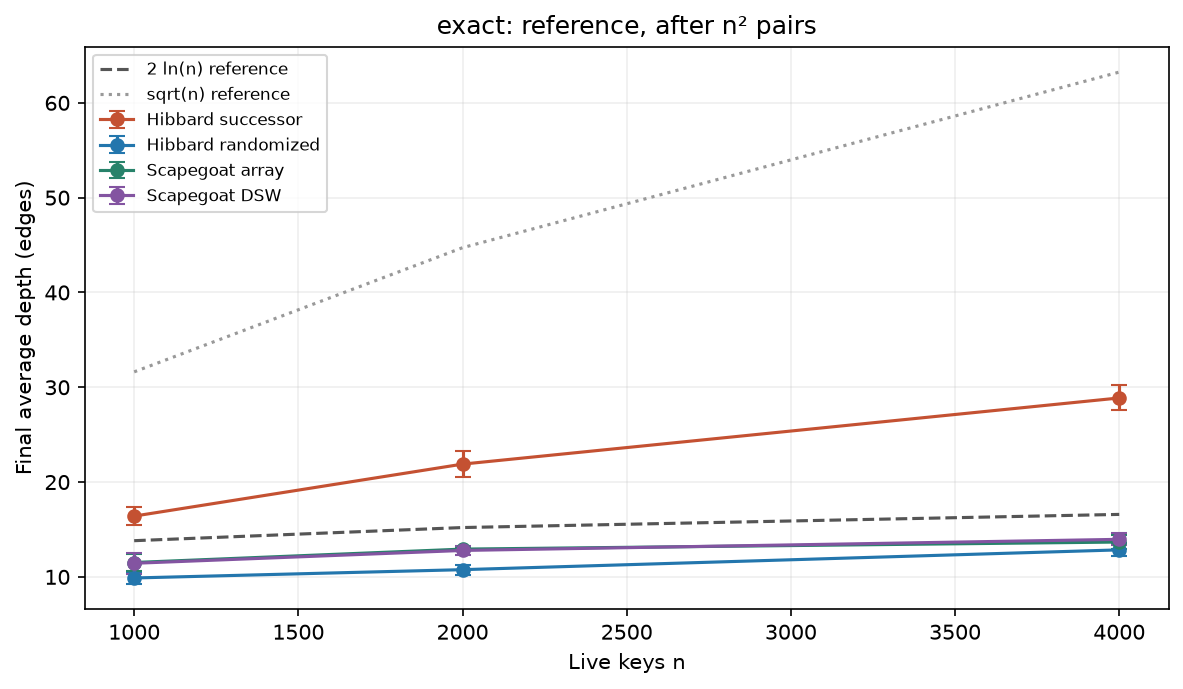 exact: reference, after n² pairs
2 ln(n) reference
sqrt(n) reference
Hibbard successor
Hibbard randomized
Scapegoat array
Scapegoat DSW
Final average depth (edges)
60
50
40
30
20
10
1000 1500 2000 2500 3000 3500 4000
Live keys n